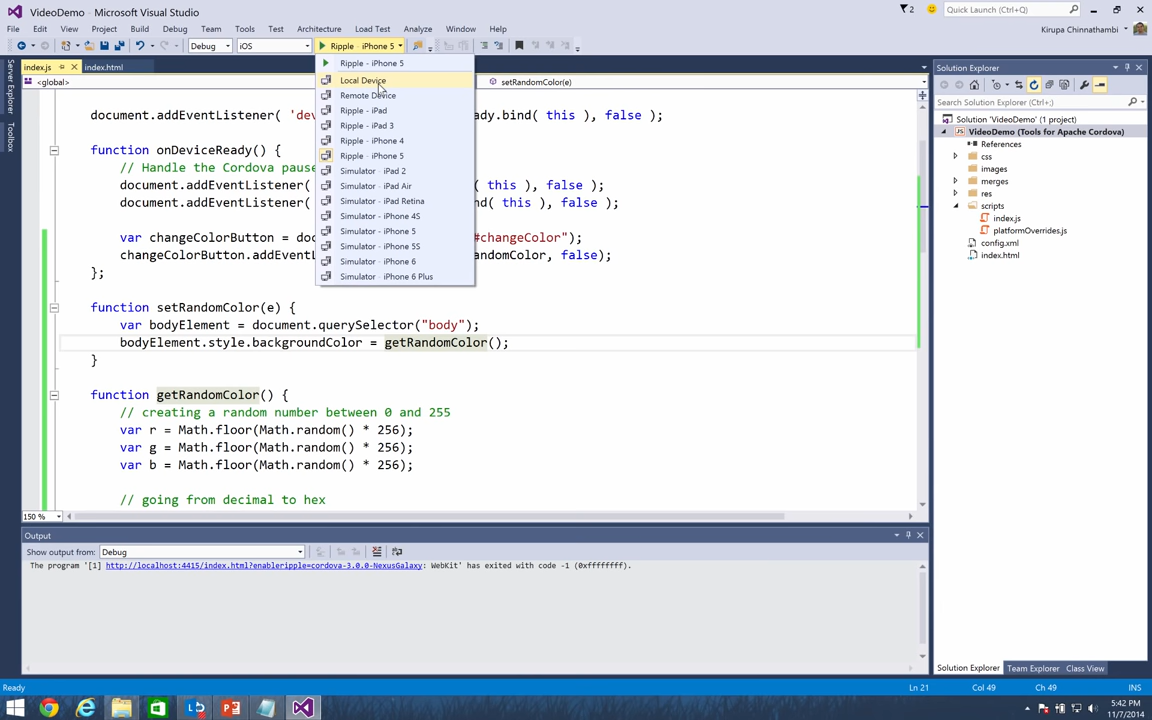 VideoDemo - Microsoft Visual Studio
2
Quick Launch (Ctrl+Q)
File Edit View Project Build Debug Team Tools Test Architecture Load Test Analyze Window Help
Kirupa Chinnathambi
Debug iOS Ripple - iPhone 5
index.js index.html
<global> setRandomColor(e)
Server Explorer
Toolbox
Ripple - iPhone 5
Local Device
Remote Device
Ripple - iPad
Ripple - iPad 3
Ripple - iPhone 4
Ripple - iPhone 5
Simulator - iPad 2
Simulator - iPad Air
Simulator - iPad Retina
Simulator - iPhone 4S
Simulator - iPhone 5
Simulator - iPhone 5S
Simulator - iPhone 6
Simulator - iPhone 6 Plus
document.addEventListener( 'dev ady.bind( this ), false );
function onDeviceReady() {
// Handle the Cordova pause
document.addEventListener( nd( this ), false );
document.addEventListener( end( this ), false );
var changeColorButton = doc #changeColor");
changeColorButton.addEventL ndomColor, false);
};
function setRandomColor(e) {
var bodyElement = document.querySelector("body");
bodyElement.style.backgroundColor = getRandomColor();
}
function getRandomColor() {
// creating a random number between 0 and 255
var r = Math.floor(Math.random() * 256);
var g = Math.floor(Math.random() * 256);
var b = Math.floor(Math.random() * 256);
// going from decimal to hex
150 %
Output
Show output from: Debug
The program '[1] http://localhost:4415/index.html?enableripple=cordova-3.0.0-NexusGalaxy: WebKit' has exited with code -1 (0xffffffff).
Solution Explorer
Search Solution Explorer (Ctrl+;)
Solution 'VideoDemo' (1 project)
VideoDemo (Tools for Apache Cordova)
References
css
images
merges
res
scripts
index.js
platformOverrides.js
config.xml
index.html
Solution Explorer Team Explorer Class View
Ready Ln 21 Col 49 Ch 49 INS
5:42 PM
11/7/2014